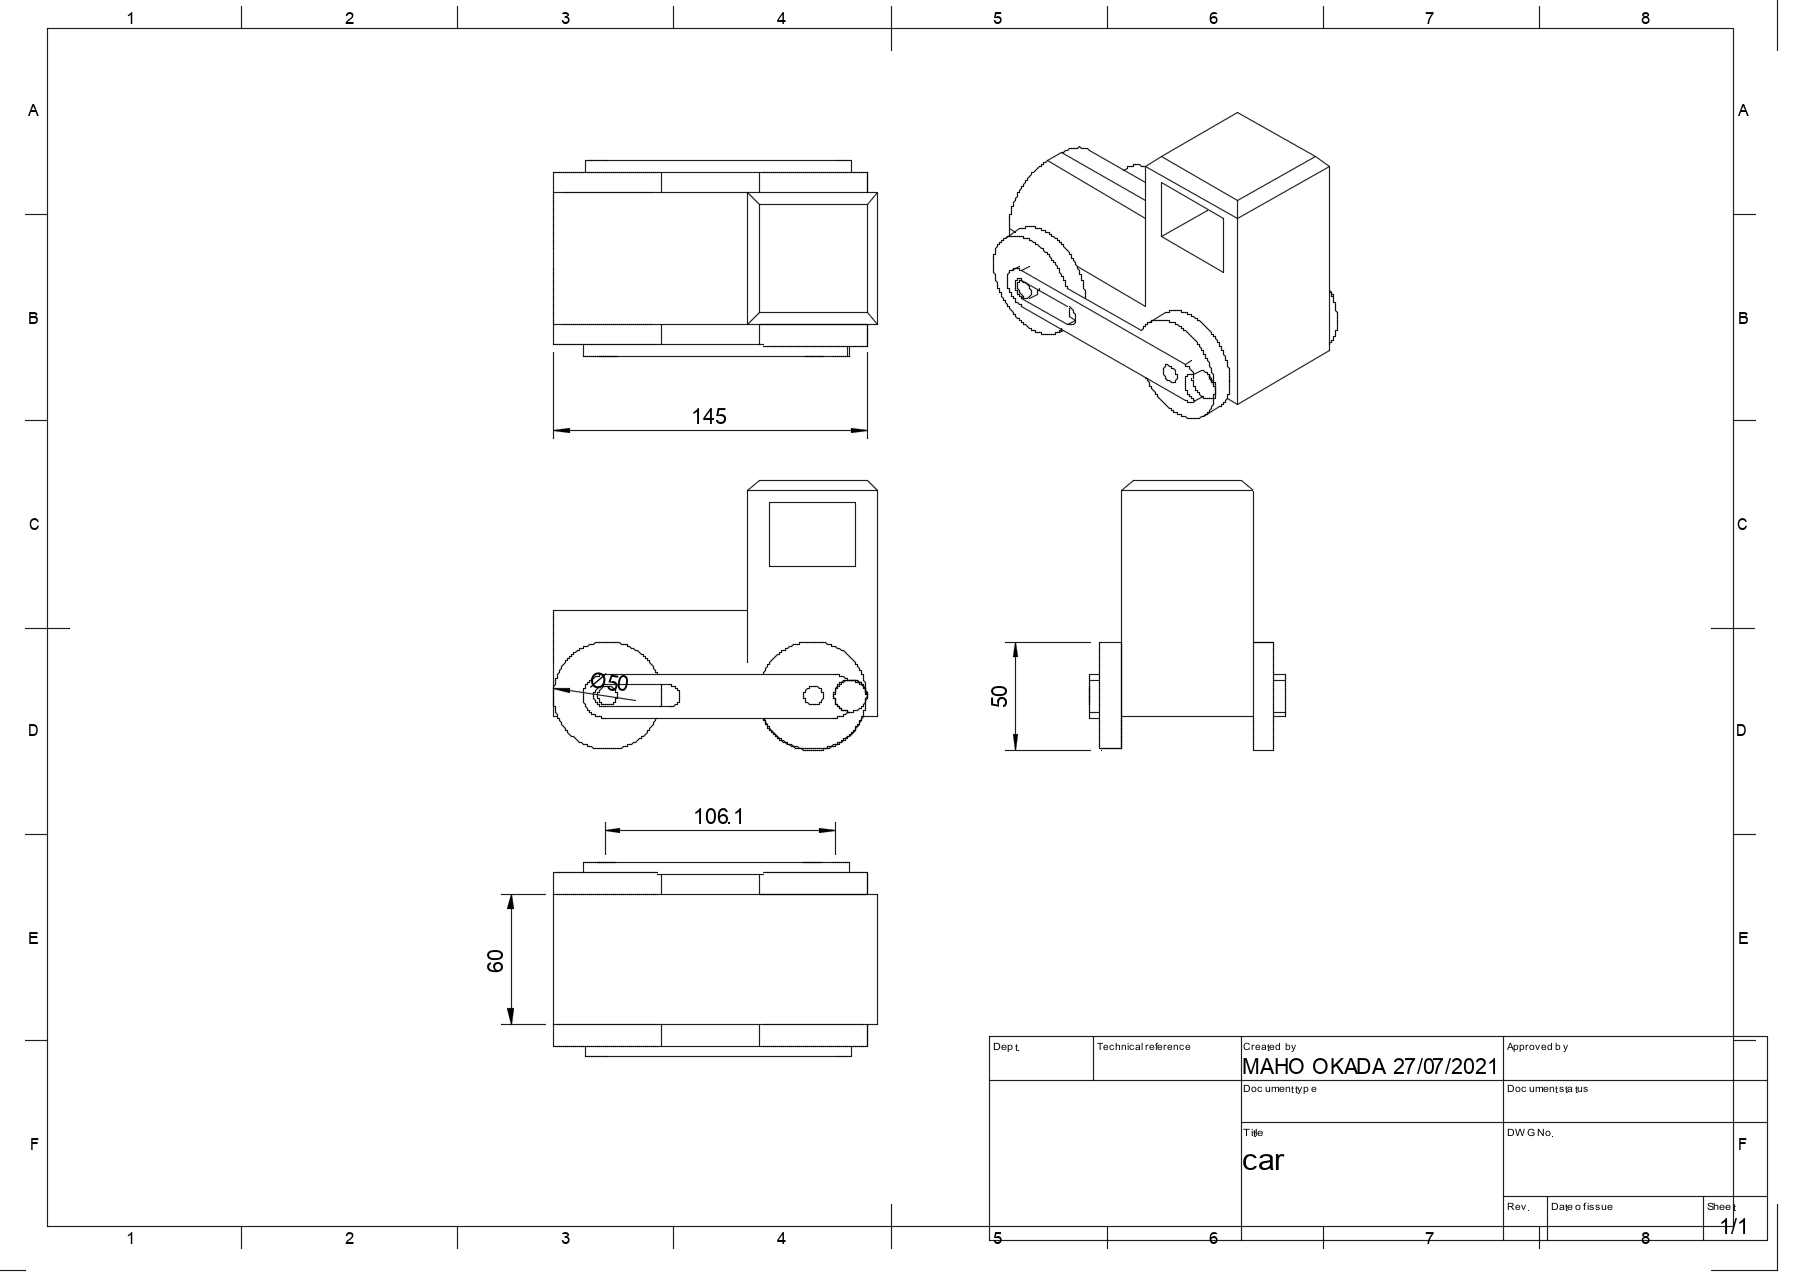 1 2 3 4 5 6 7 8
A A
B B
145
C C
Ø50
50
D D
106.1
60
E E
Dept. Technical reference Created by Approved by
MAHO OKADA 27/07/2021
Document type Document status
Title DWG No.
F F
car
Rev. Date of issue Sheet
1/1
1 2 3 4 5 6 7 8